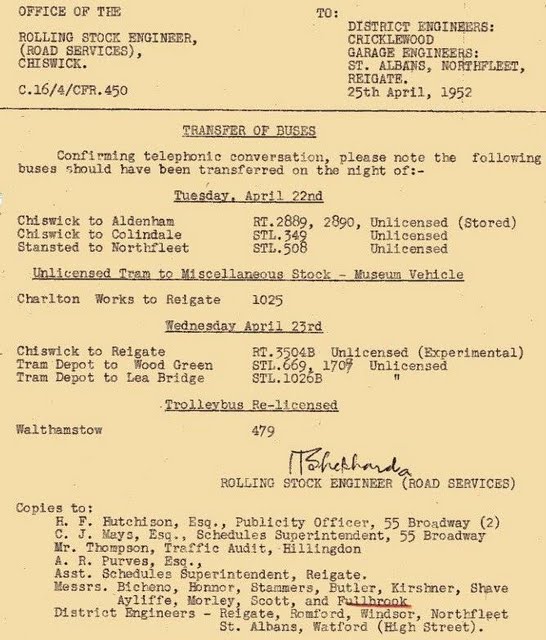 OFFICE OF THE
ROLLING STOCK ENGINEER,
(ROAD SERVICES),
CHISWICK.
C.16/4/CFR.450
TO:
DISTRICT ENGINEERS:
CRICKLEWOOD
GARAGE ENGINEERS:
ST. ALBANS, NORTHFLEET,
REIGATE.
25th April, 1952
TRANSFER OF BUSES
Confirming telephonic conversation, please note the following
buses should have been transferred on the night of:-
Tuesday, April 22nd
Chiswick to Aldenham RT.2889, 2890, Unlicensed (Stored)
Chiswick to Colindale STL.349 Unlicensed
Stansted to Northfleet STL.508 Unlicensed
Unlicensed Tram to Miscellaneous Stock - Museum Vehicle
Charlton Works to Reigate 1025
Wednesday April 23rd
Chiswick to Reigate RT.3504B Unlicensed (Experimental)
Tram Depot to Wood Green STL.669, 1707 Unlicensed
Tram Depot to Lea Bridge STL.1026B "
Trolleybus Re-licensed
Walthamstow 479
ROLLING STOCK ENGINEER (ROAD SERVICES)
Copies to:
H. F. Hutchison, Esq., Publicity Officer, 55 Broadway (2)
C. J. Mays, Esq., Schedules Superintendent, 55 Broadway
Mr. Thompson, Traffic Audit, Hillingdon
A. R. Purves, Esq.,
Asst. Schedules Superintendent, Reigate.
Messrs. Bicheno, Honnor, Stammers, Butler, Kirshner, Shave
Ayliffe, Morley, Scott, and Fullbrook
District Engineers - Reigate, Romford, Windsor, Northfleet
St. Albans, Watford (High Street).